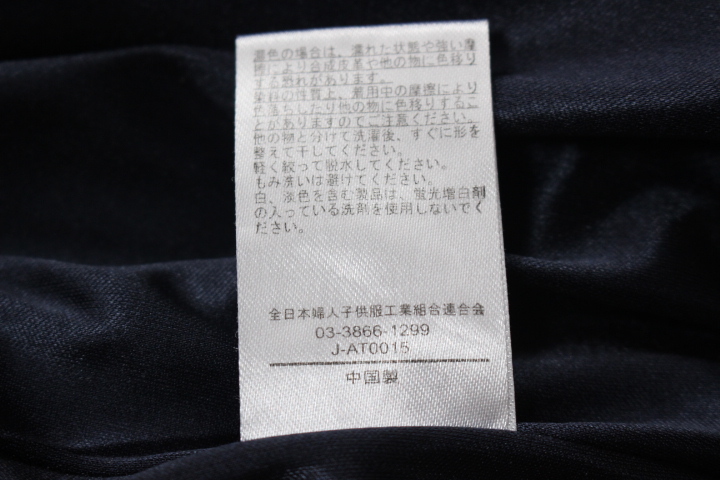 濃色の場合は、濡れた状態や強い摩
擦により合成皮革や他の物に色移り
する恐れがあります。
染料の性質上、着用中の摩擦により
色落ちしたり他の物に色移りするこ
とがありますのでご注意ください。
他の物と分けて洗濯後、すぐに形を
整えて干してください。
軽く絞って脱水してください。
もみ洗いは避けてください。
白、淡色を含む製品は、蛍光増白剤
の入っている洗剤を使用しないでく
ださい。
全日本婦人子供服工業組合連合会
03-3866-1299
J-AT0015
中国製